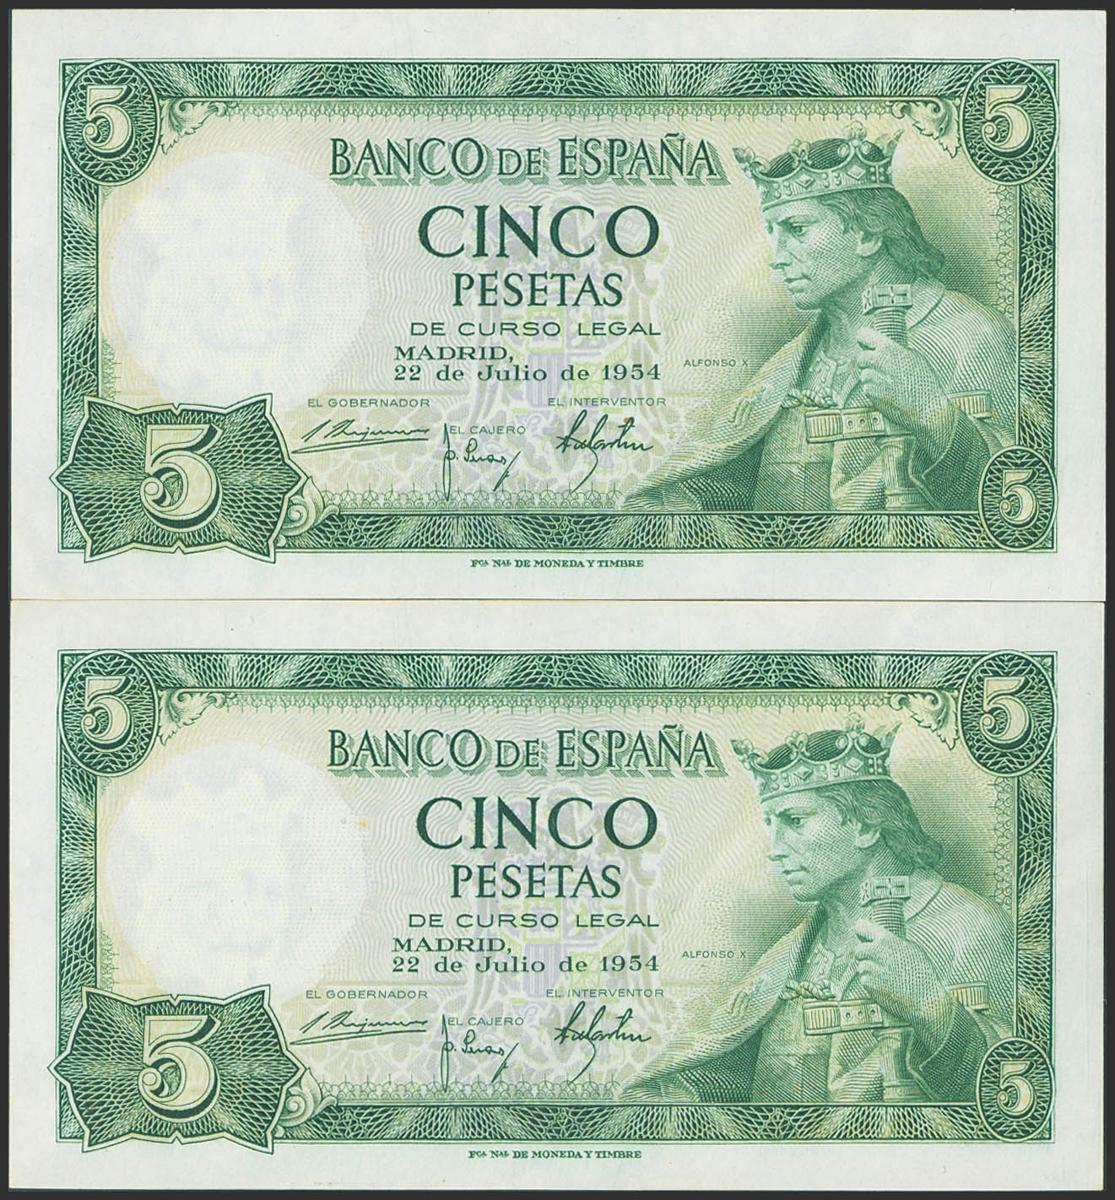 5 5
BANCO DE ESPAÑA
CINCO
PESETAS
DE CURSO LEGAL
MADRID,
22 de Julio de 1954
ALFONSO X
EL GOBERNADOR EL INTERVENTOR
EL CAJERO
5 5
Fca NAL DE MONEDA Y TIMBRE
5 5
BANCO DE ESPAÑA
CINCO
PESETAS
DE CURSO LEGAL
MADRID,
22 de Julio de 1954
ALFONSO X
EL GOBERNADOR EL INTERVENTOR
EL CAJERO
5 5
Fca NAL DE MONEDA Y TIMBRE